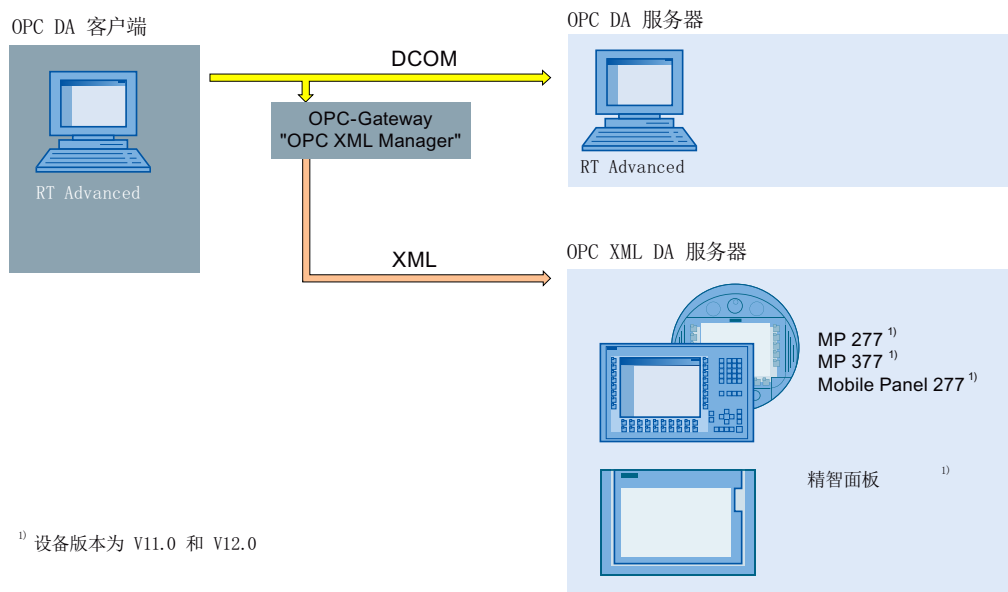 OPC DA 客户端
OPC DA 服务器
DCOM
OPC-Gateway
"OPC XML Manager"
RT Advanced
RT Advanced
OPC XML DA 服务器
XML
MP 277 1)
MP 377 1)
Mobile Panel 277 1)
精智面板 1)
1) 设备版本为 V11.0 和 V12.0